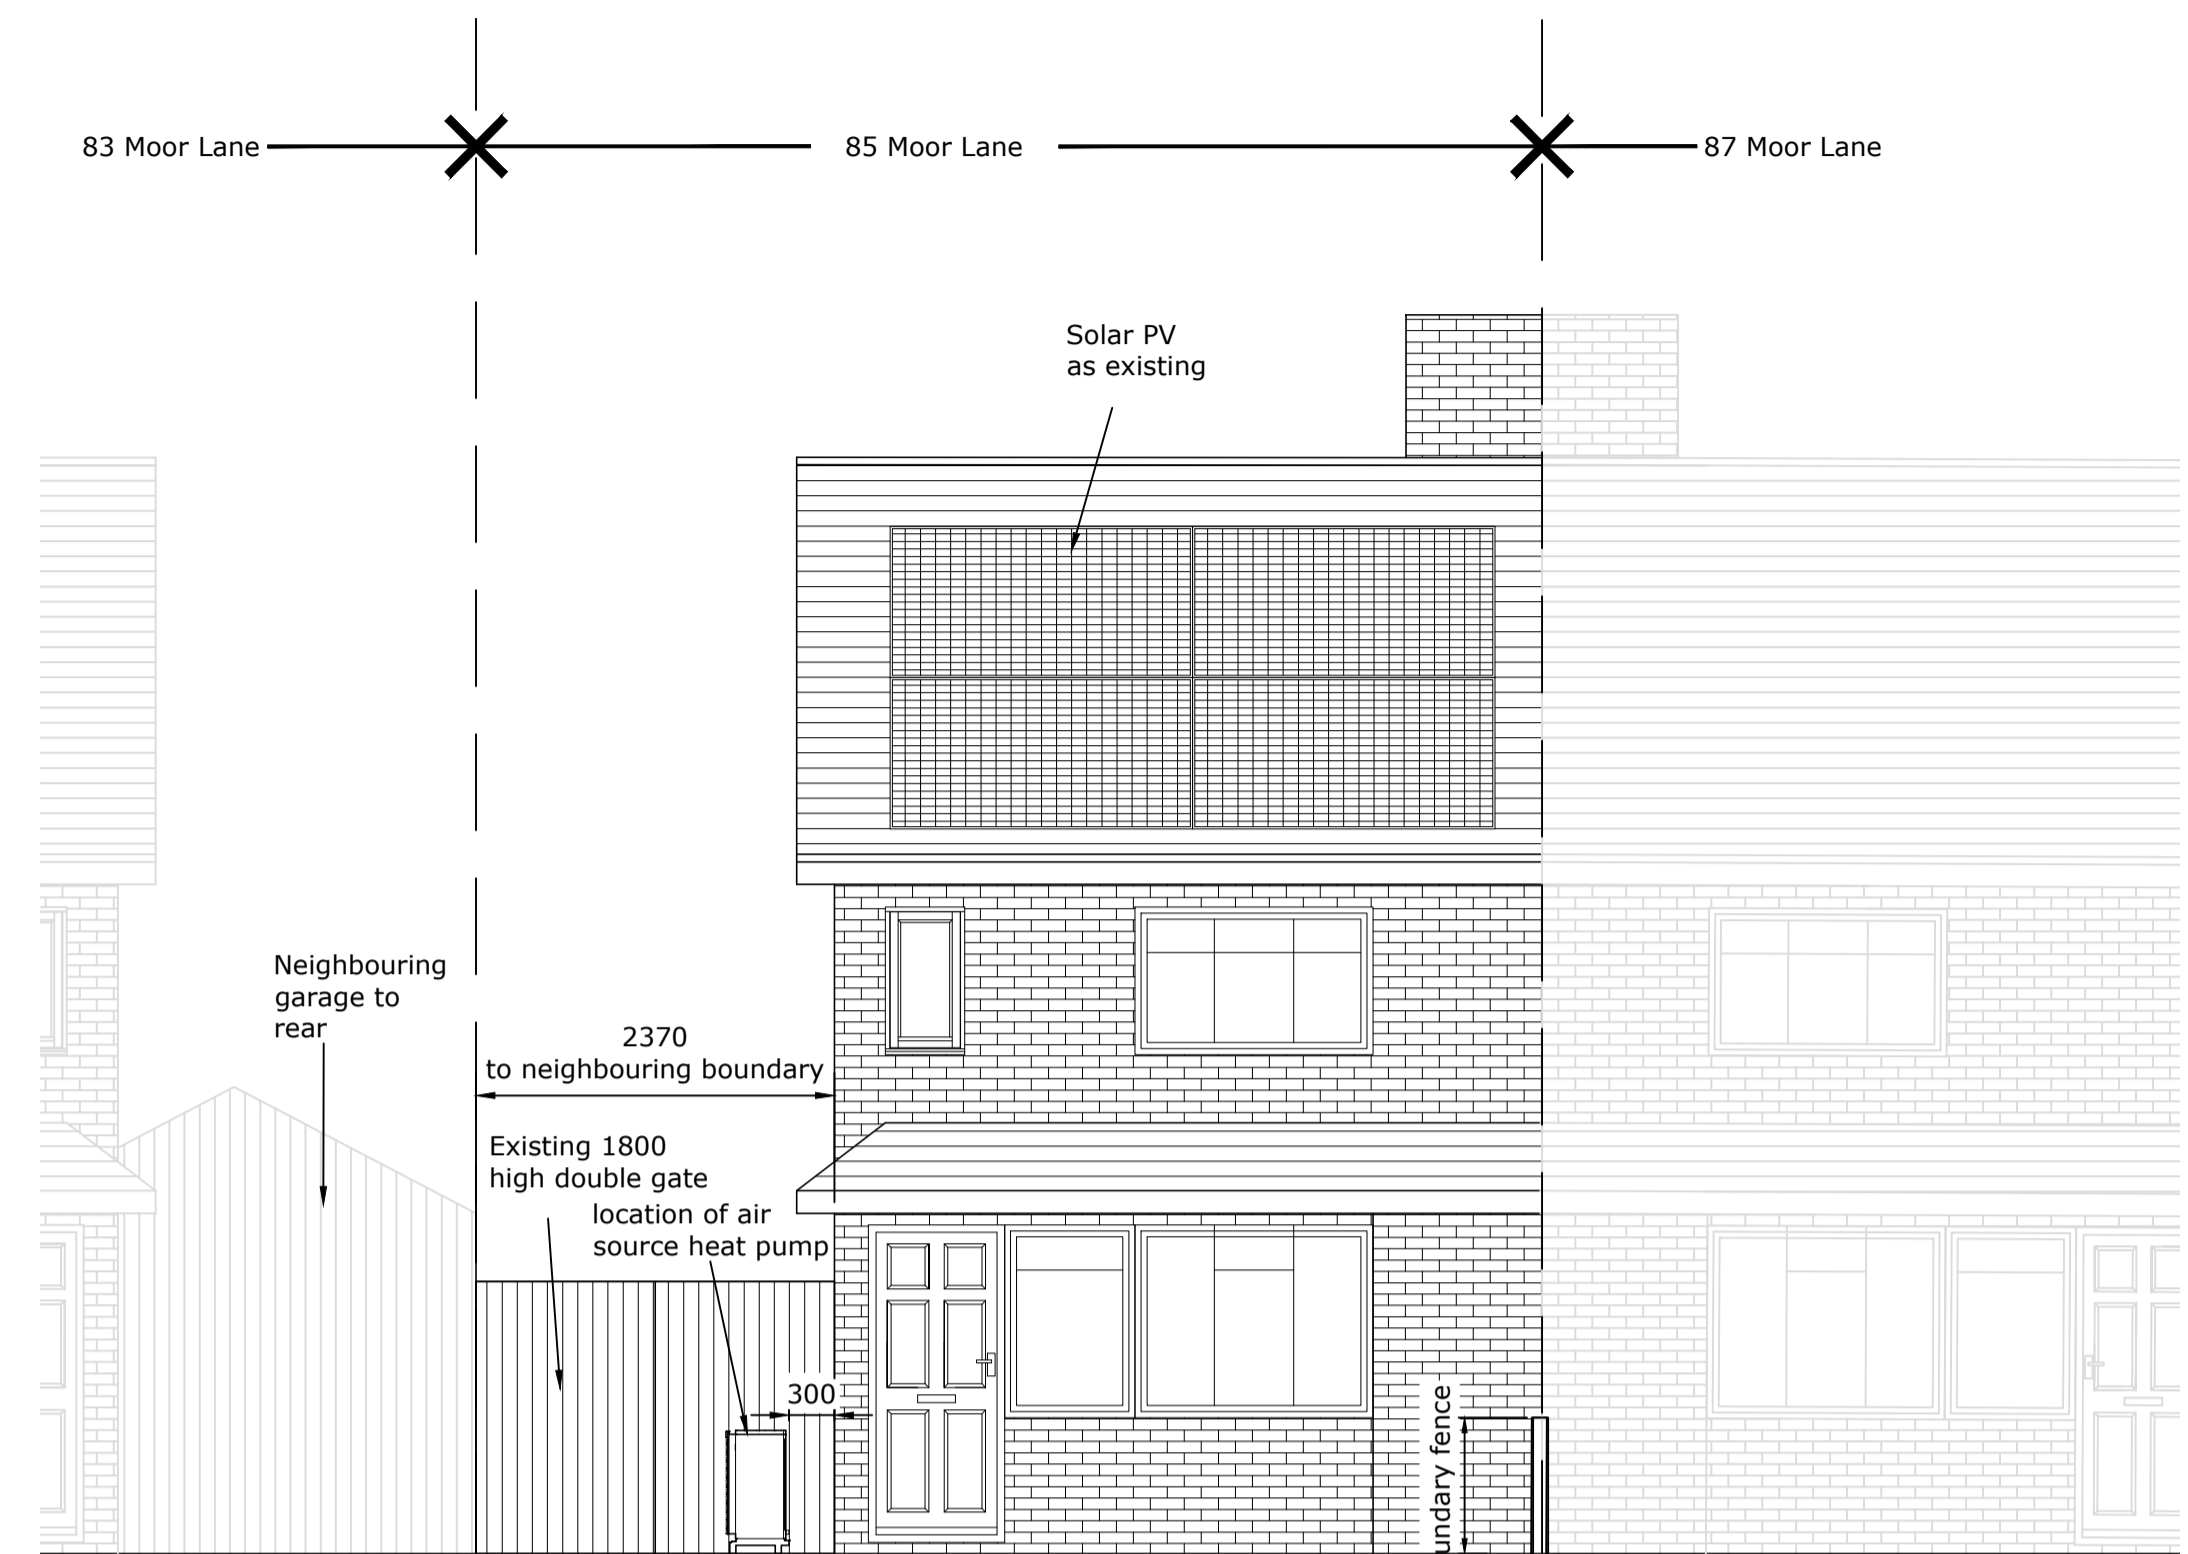 83 Moor Lane
85 Moor Lane
87 Moor Lane
Solar PV
as existing
Neighbouring
garage to
rear
2370
to neighbouring boundary
Existing 1800
high double gate
location of air
source heat pump
300
fence